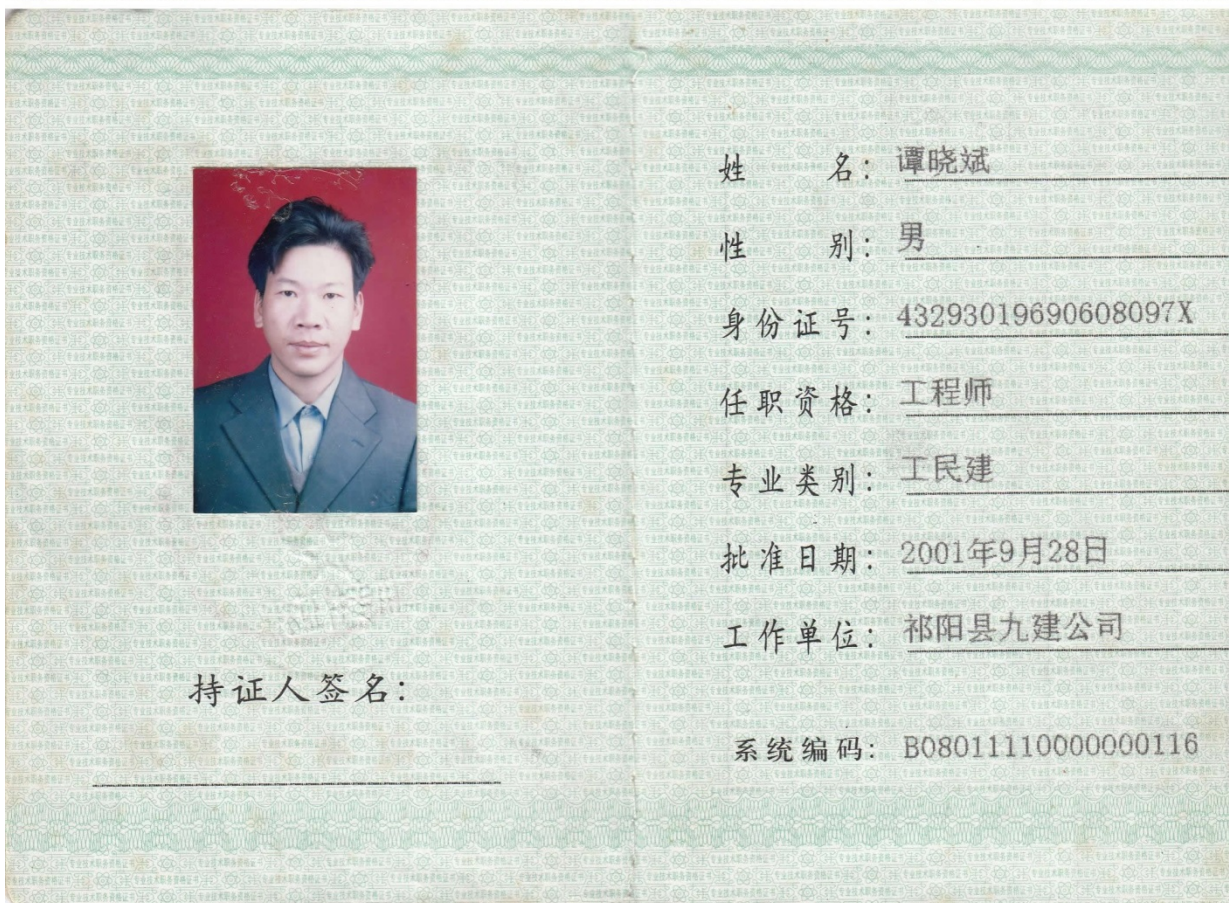 姓名：谭晓斌
性别：男
身份证号：43293019690608097X
任职资格：工程师
专业类别：工民建
批准日期：2001年9月28日
工作单位：祁阳县九建公司
持证人签名：
系统编码：B08011110000000116